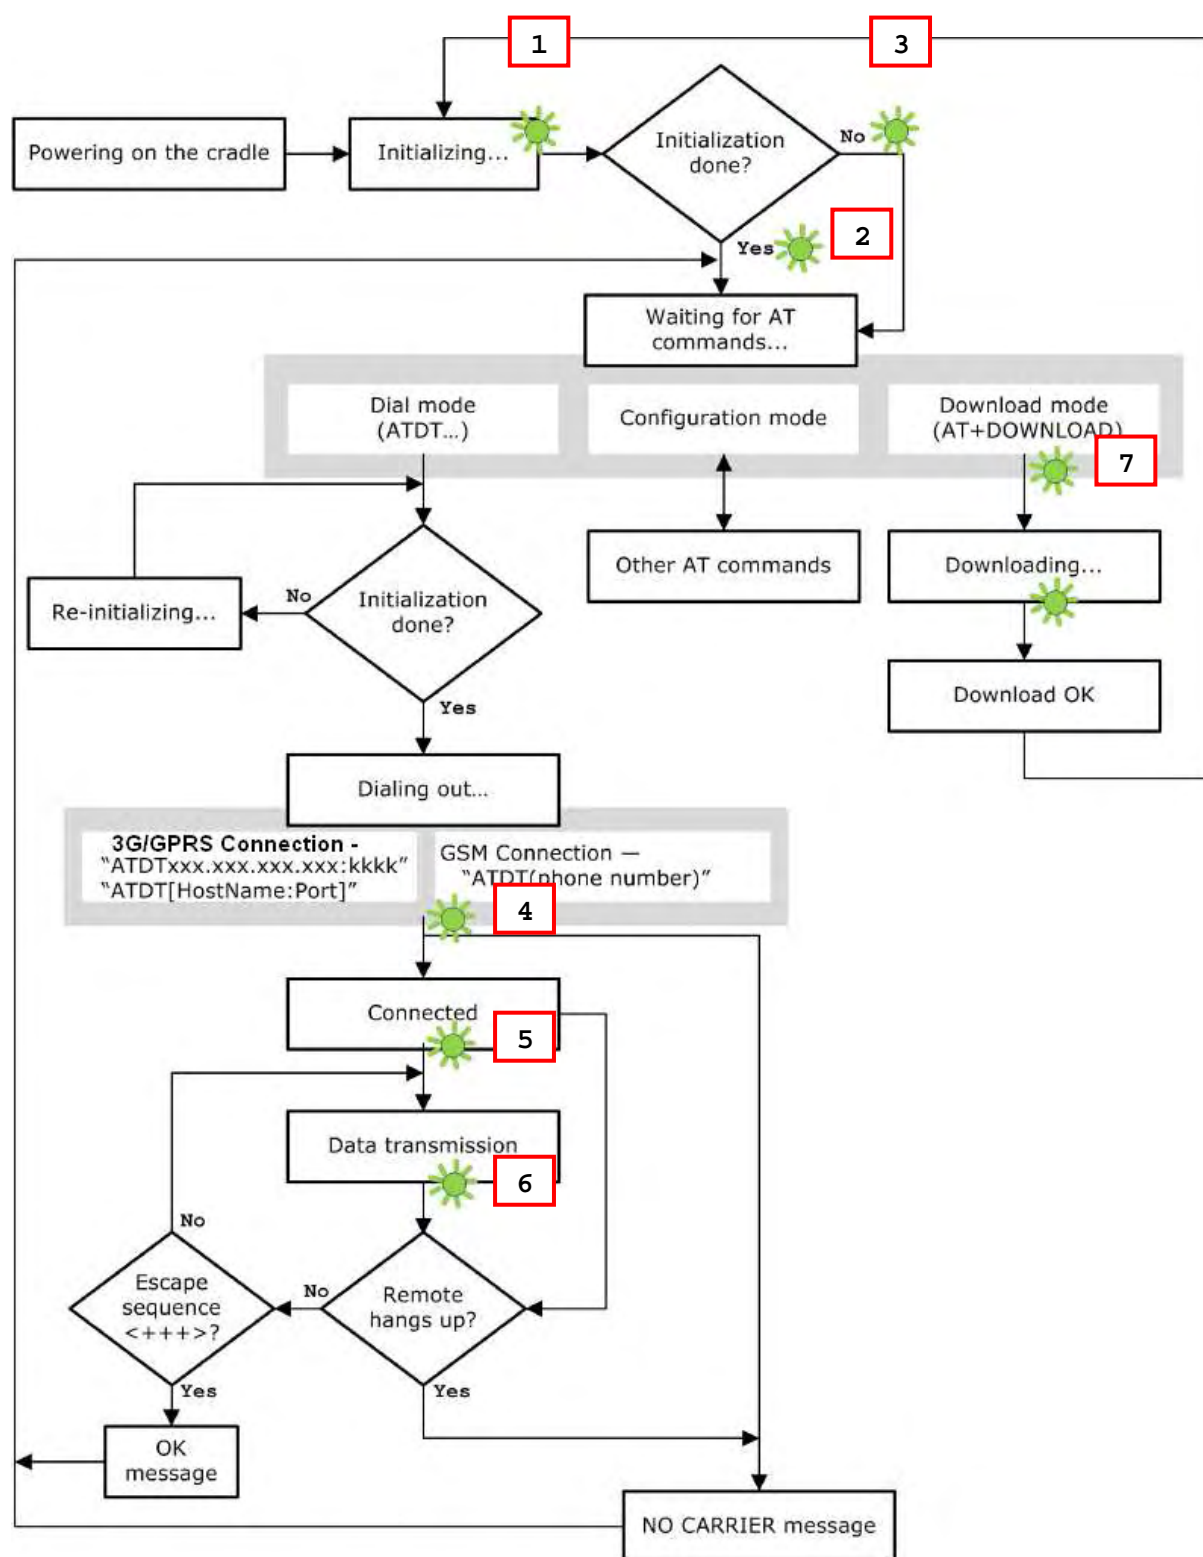 1
3
Powering on the cradle
Initializing...
Initialization
done?
No
Yes
2
Waiting for AT
commands...
Dial mode
(ATDT...)
Configuration mode
Download mode
(AT+DOWNLOAD)
7
Re-initializing...
No
Initialization
done?
Other AT commands
Downloading...
Yes
Download OK
Dialing out...
3G/GPRS Connection -
“ATDTxxx.xxx.xxx.xxx:kkkk”
“ATDT[HostName:Port]”
GSM Connection —
“ATDT(phone number)”
4
Connected
5
Data transmission
6
No
Escape
sequence
<+++>?
No
Remote
hangs up?
Yes
Yes
OK
message
NO CARRIER message